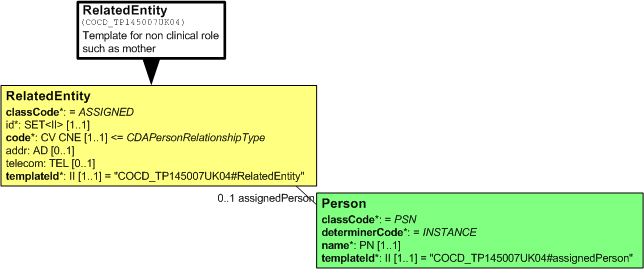 RelatedEntity
(COCD_TP145007UK04)
Template for non clinical role
such as mother
RelatedEntity
classCode*: = ASSIGNED
id*: SET<II> [1..1]
code*: CV CNE [1..1] <= CDAPersonRelationshipType
addr: AD [0..1]
telecom: TEL [0..1]
templateId*: II [1..1] = "COCD_TP145007UK04#RelatedEntity"
0..1 assignedPerson
Person
classCode*: = PSN
determinerCode*: = INSTANCE
name*: PN [1..1]
templateId*: II [1..1] = "COCD_TP145007UK04#assignedPerson"